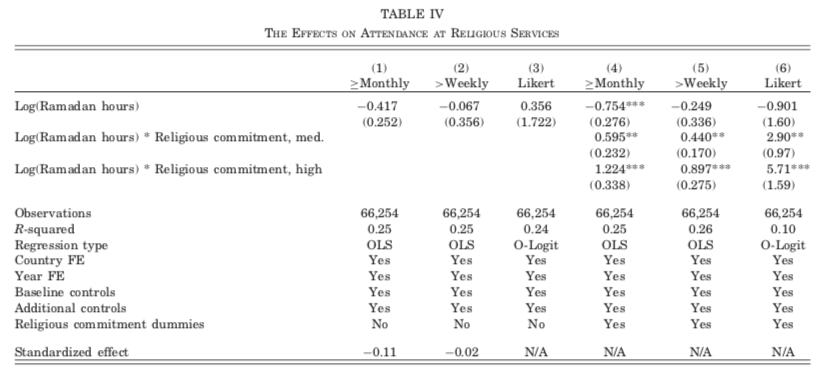 TABLE IV
THE EFFECTS ON ATTENDANCE AT RELIGIOUS SERVICES
(1) (2) (3) (4) (5) (6)
≥Monthly >Weekly Likert ≥Monthly >Weekly Likert
Log(Ramadan hours) −0.417 −0.067 0.356 −0.754*** −0.249 −0.901
(0.252) (0.356) (1.722) (0.276) (0.336) (1.60)
Log(Ramadan hours) * Religious commitment, med. 0.595** 0.440** 2.90**
(0.232) (0.170) (0.97)
Log(Ramadan hours) * Religious commitment, high 1.224*** 0.897*** 5.71***
(0.338) (0.275) (1.59)
Observations 66,254 66,254 66,254 66,254 66,254 66,254
R-squared 0.25 0.25 0.24 0.25 0.26 0.10
Regression type OLS OLS O-Logit OLS OLS O-Logit
Country FE Yes Yes Yes Yes Yes Yes
Year FE Yes Yes Yes Yes Yes Yes
Baseline controls Yes Yes Yes Yes Yes Yes
Additional controls Yes Yes Yes Yes Yes Yes
Religious commitment dummies No No No Yes Yes Yes
Standardized effect −0.11 −0.02 N/A N/A N/A N/A